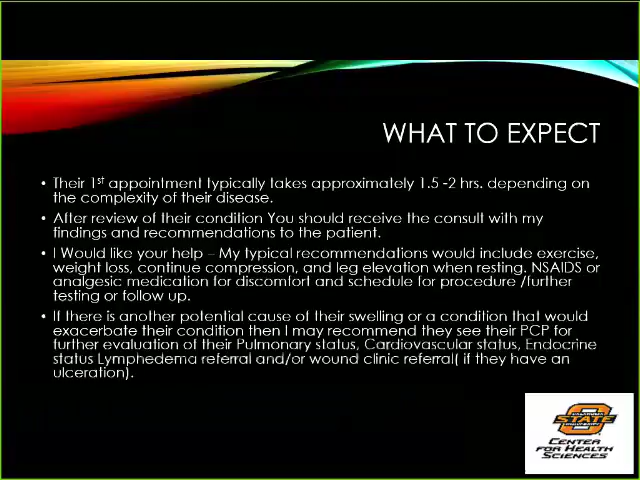 WHAT TO EXPECT
• Their 1st appointment typically takes approximately 1.5 -2 hrs. depending on
the complexity of their disease.
• After review of their condition You should receive the consult with my
findings and recommendations to the patient.
• I Would like your help – My typical recommendations would include exercise,
weight loss, continue compression, and leg elevation when resting. NSAIDS or
analgesic medication for discomfort and schedule for procedure /further
testing or follow up.
• If there is another potential cause of their swelling or a condition that would
exacerbate their condition then I may recommend they see their PCP for
further evaluation of their Pulmonary status, Cardiovascular status, Endocrine
status Lymphedema referral and/or wound clinic referral( if they have an
ulceration).
STATE
CENTER
FOR HEALTH
SCIENCES